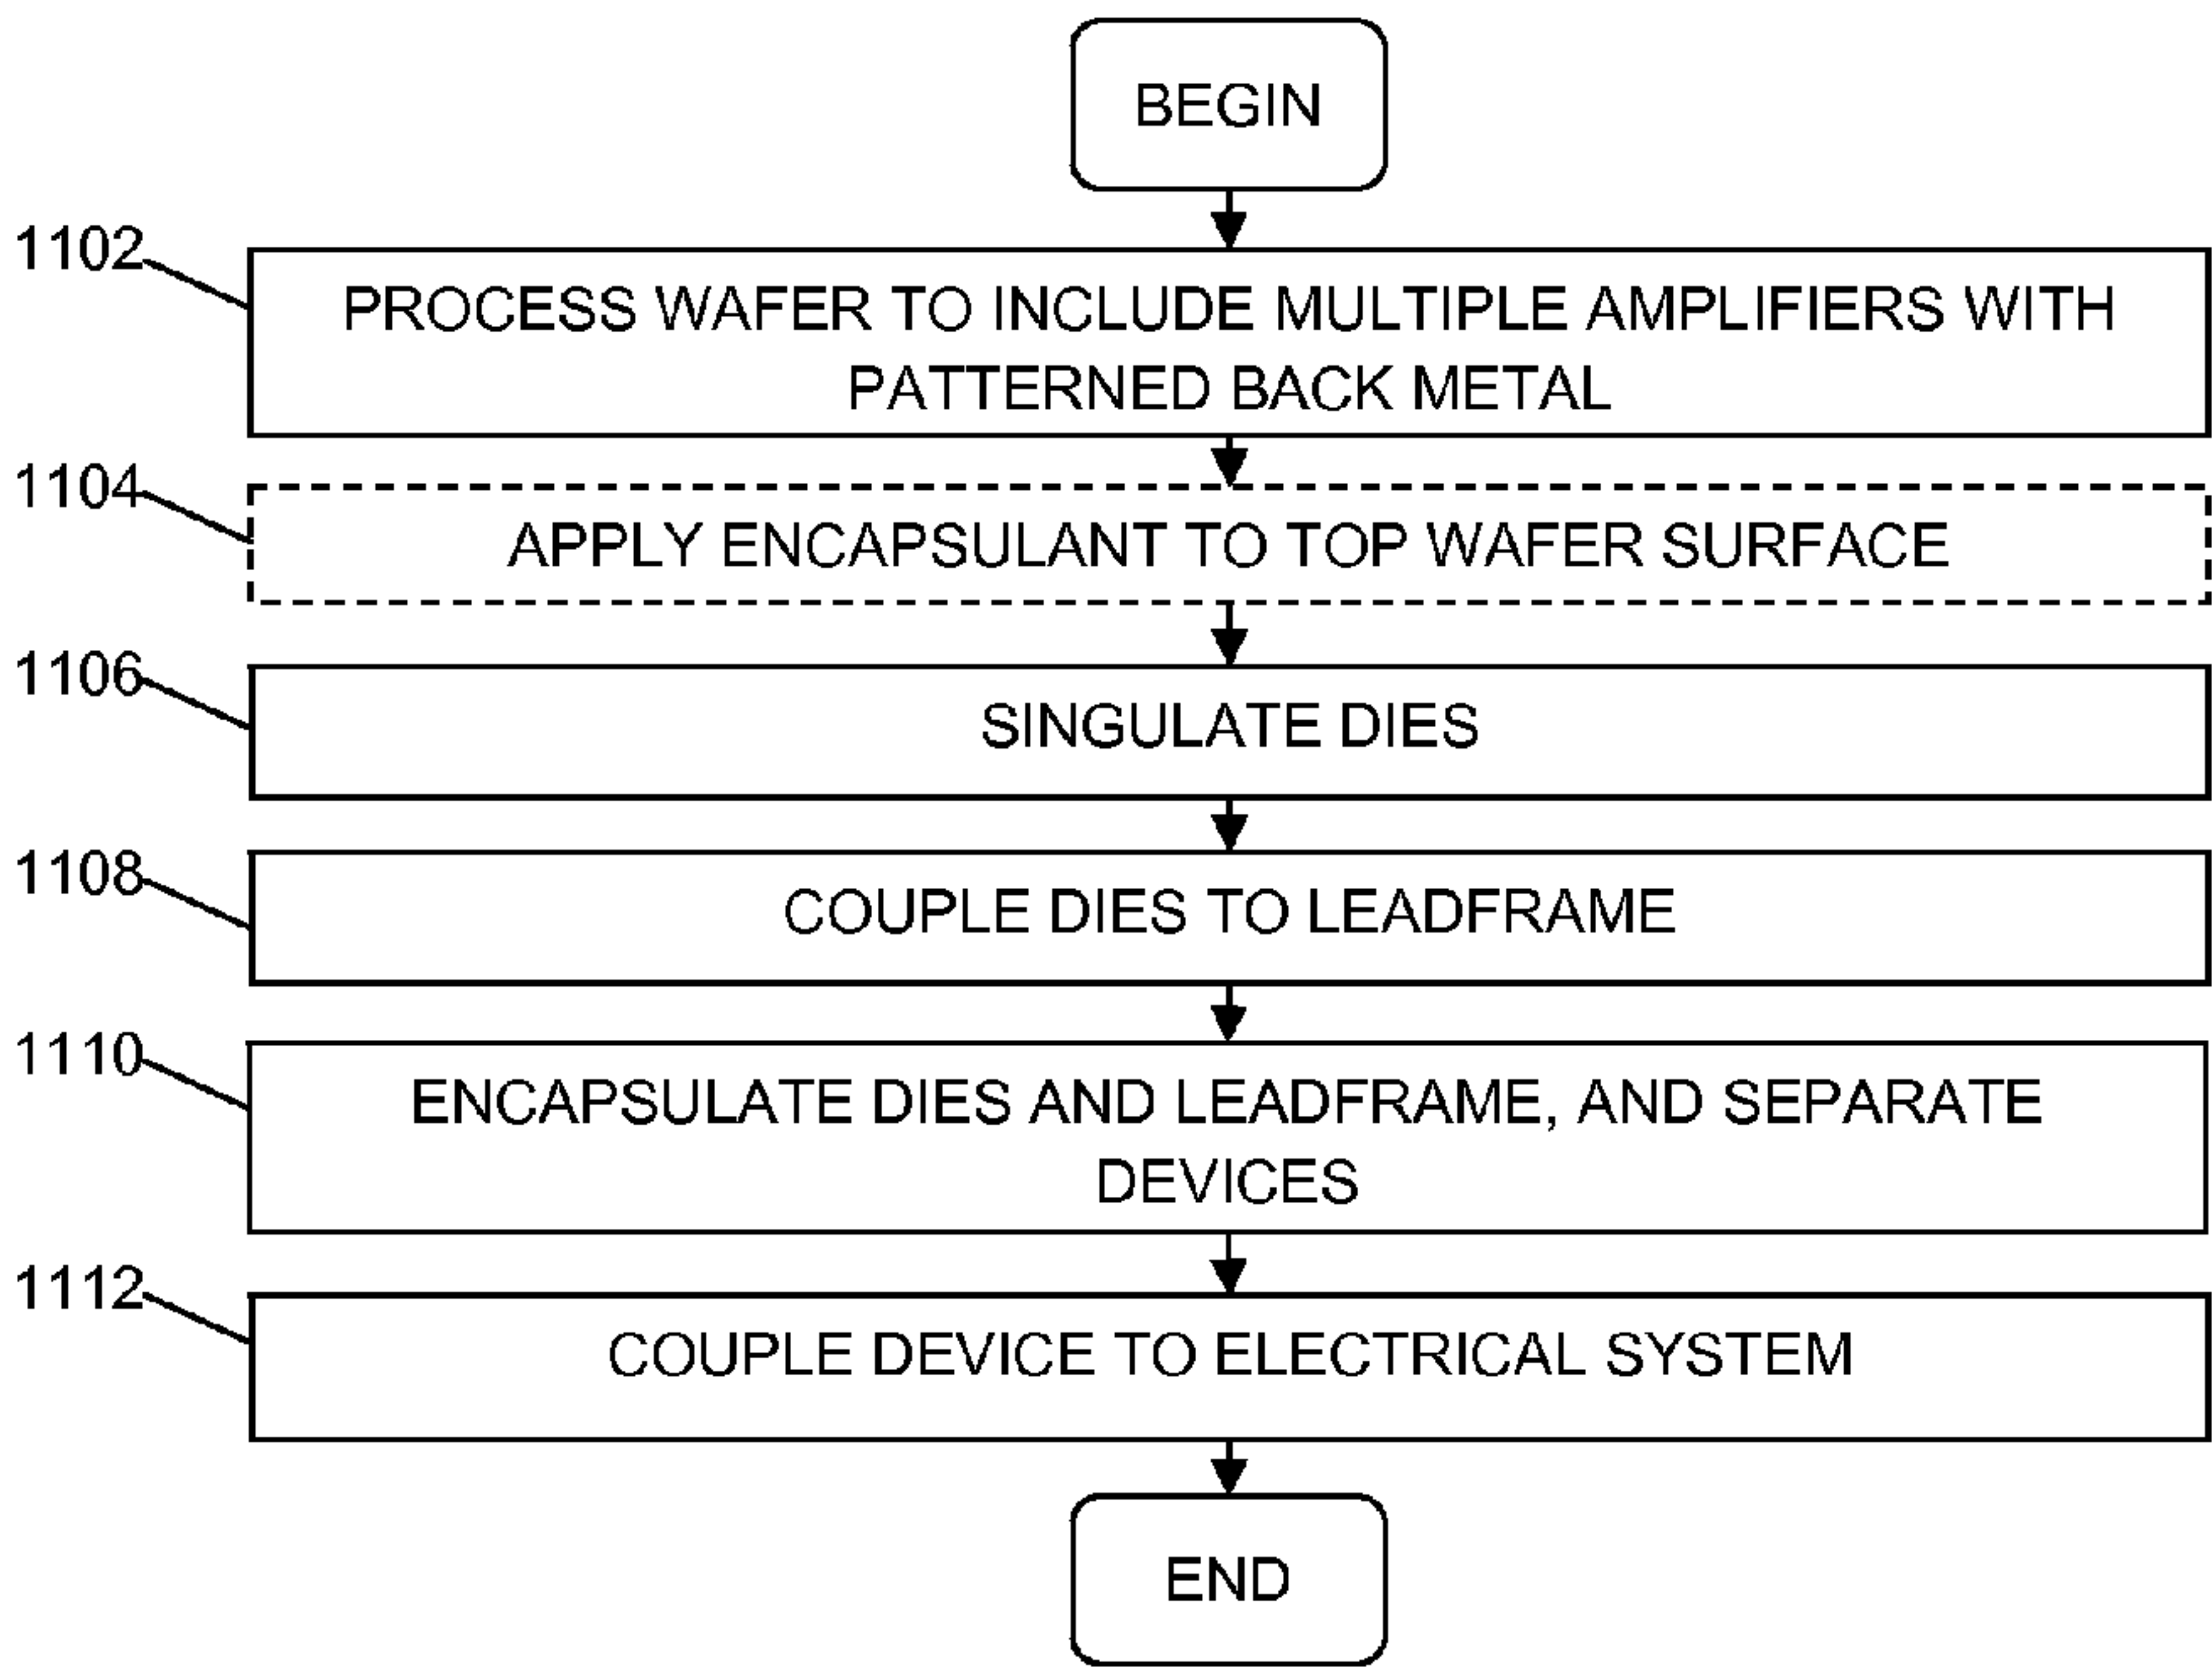 BEGIN
1102
PROCESS WAFER TO INCLUDE MULTIPLE AMPLIFIERS WITH
PATTERNED BACK METAL
1104
APPLY ENCAPSULANT TO TOP WAFER SURFACE
1106
SINGULATE DIES
1108
COUPLE DIES TO LEADFRAME
1110
ENCAPSULATE DIES AND LEADFRAME, AND SEPARATE
DEVICES
1112
COUPLE DEVICE TO ELECTRICAL SYSTEM
END